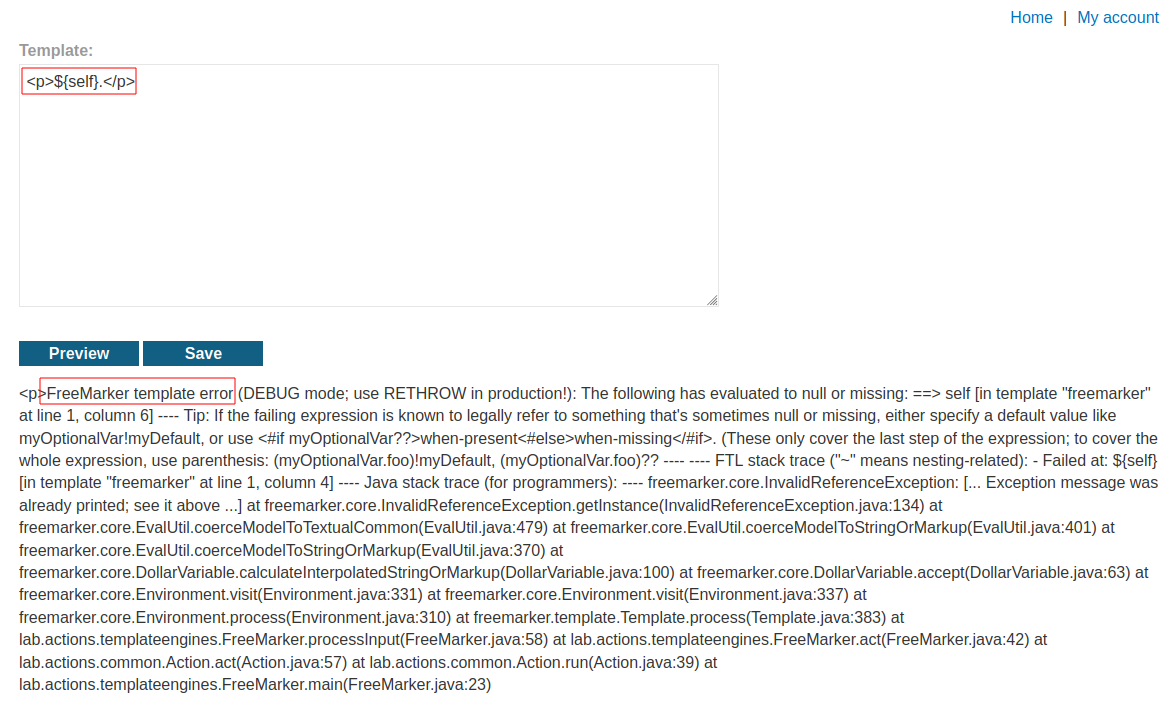 Home | My account
Template:
<p>${self}.</p>
Preview Save
<p>FreeMarker template error (DEBUG mode; use RETHROW in production!): The following has evaluated to null or missing: ==> self [in template "freemarker"
at line 1, column 6] ---- Tip: If the failing expression is known to legally refer to something that's sometimes null or missing, either specify a default value like
myOptionalVar!myDefault, or use <#if myOptionalVar??>when-present<#else>when-missing</#if>. (These only cover the last step of the expression; to cover the
whole expression, use parenthesis: (myOptionalVar.foo)!myDefault, (myOptionalVar.foo)?? ---- ---- FTL stack trace ("~" means nesting-related): - Failed at: ${self}
[in template "freemarker" at line 1, column 4] ---- Java stack trace (for programmers): ---- freemarker.core.InvalidReferenceException: [... Exception message was
already printed; see it above ...] at freemarker.core.InvalidReferenceException.getInstance(InvalidReferenceException.java:134) at
freemarker.core.EvalUtil.coerceModelToTextualCommon(EvalUtil.java:479) at freemarker.core.EvalUtil.coerceModelToStringOrMarkup(EvalUtil.java:401) at
freemarker.core.EvalUtil.coerceModelToStringOrMarkup(EvalUtil.java:370) at
freemarker.core.DollarVariable.calculateInterpolatedStringOrMarkup(DollarVariable.java:100) at freemarker.core.DollarVariable.accept(DollarVariable.java:63) at
freemarker.core.Environment.visit(Environment.java:331) at freemarker.core.Environment.visit(Environment.java:337) at
freemarker.core.Environment.process(Environment.java:310) at freemarker.template.Template.process(Template.java:383) at
lab.actions.templateengines.FreeMarker.processInput(FreeMarker.java:58) at lab.actions.templateengines.FreeMarker.act(FreeMarker.java:42) at
lab.actions.common.Action.act(Action.java:57) at lab.actions.common.Action.run(Action.java:39) at
lab.actions.templateengines.FreeMarker.main(FreeMarker.java:23)